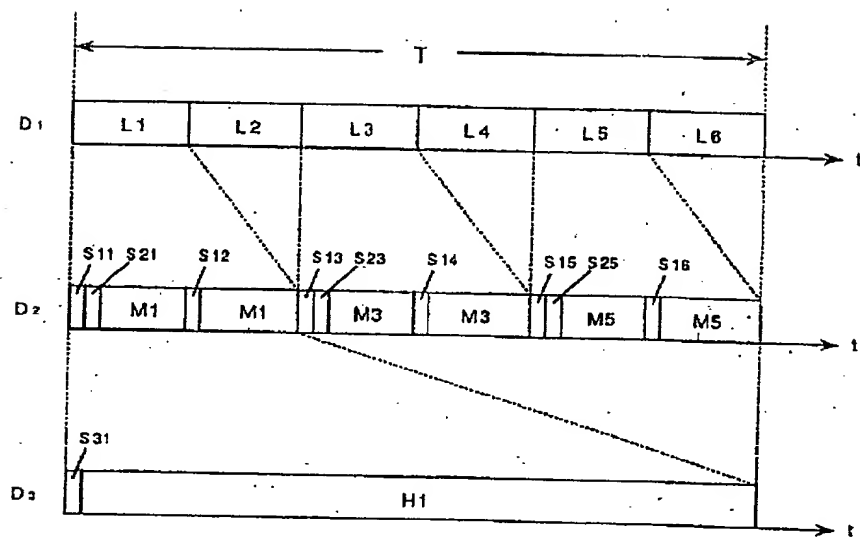 T
D1 L1 L2 L3 L4 L5 L6 t
S11 S21 S12 S13 S23 S14 S15 S25 S16
D2 M1 M1 M3 M3 M5 M5 t
S31
D3 H1 t